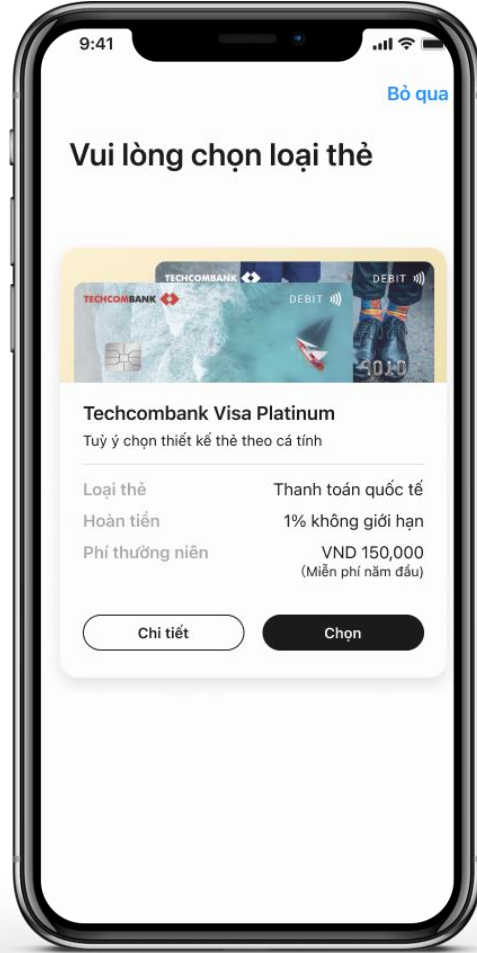 9:41
Bỏ qua
Vui lòng chọn loại thẻ
TECHCOMBANK DEBIT
TECHCOMBANK DEBIT
9010
Techcombank Visa Platinum
Tuỳ ý chọn thiết kế thẻ theo cá tính
Loại thẻ Thanh toán quốc tế
Hoàn tiền 1% không giới hạn
Phí thường niên VND 150,000
(Miễn phí năm đầu)
Chi tiết Chọn